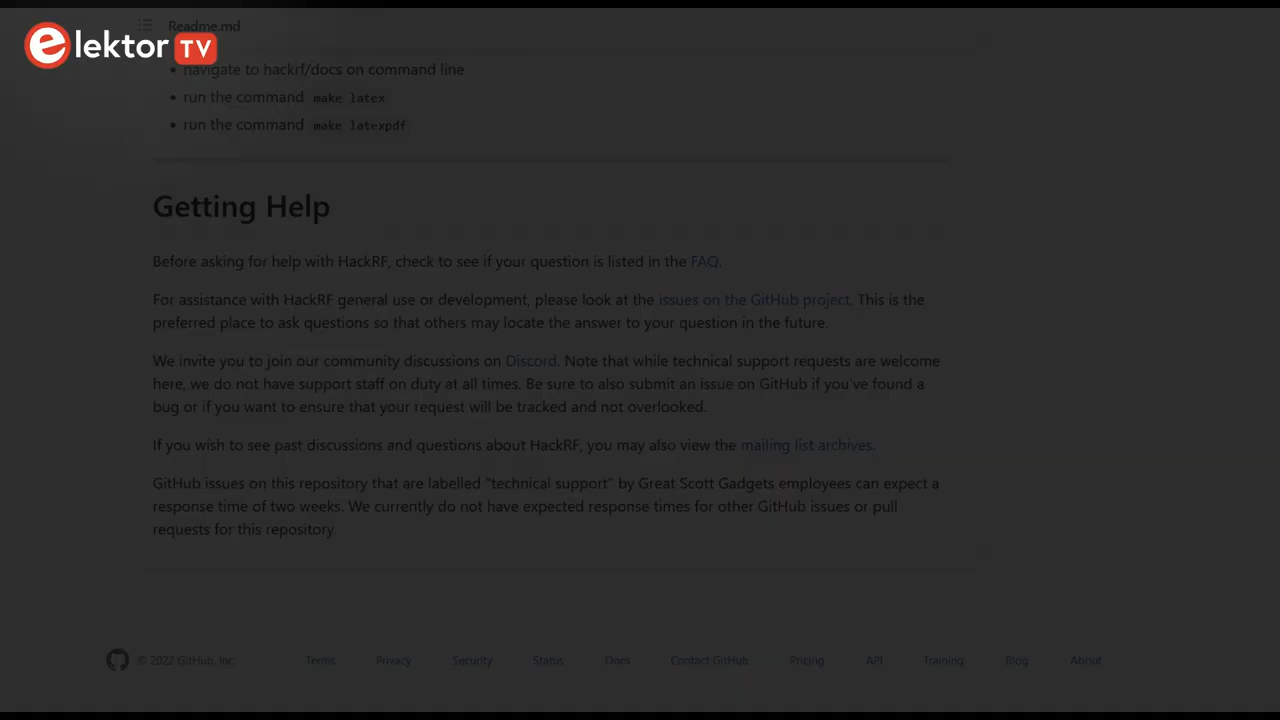 Readme.md
elektor TV
navigate to hackrf/docs on command line
run the command make latex
run the command make latexpdf
Getting Help
Before asking for help with HackRF, check to see if your question is listed in the FAQ.
For assistance with HackRF general use or development, please look at the issues on the GitHub project. This is the
preferred place to ask questions so that others may locate the answer to your question in the future.
We invite you to join our community discussions on Discord. Note that while technical support requests are welcome
here, we do not have support staff on duty at all times. Be sure to also submit an issue on GitHub if you've found a
bug or if you want to ensure that your request will be tracked and not overlooked.
If you wish to see past discussions and questions about HackRF, you may also view the mailing list archives.
GitHub issues on this repository that are labelled "technical support" by Great Scott Gadgets employees can expect a
response time of two weeks. We currently do not have expected response times for other GitHub issues or pull
requests for this repository.
© 2022 GitHub, Inc. Terms Privacy Security Status Docs Contact GitHub Pricing API Training Blog About